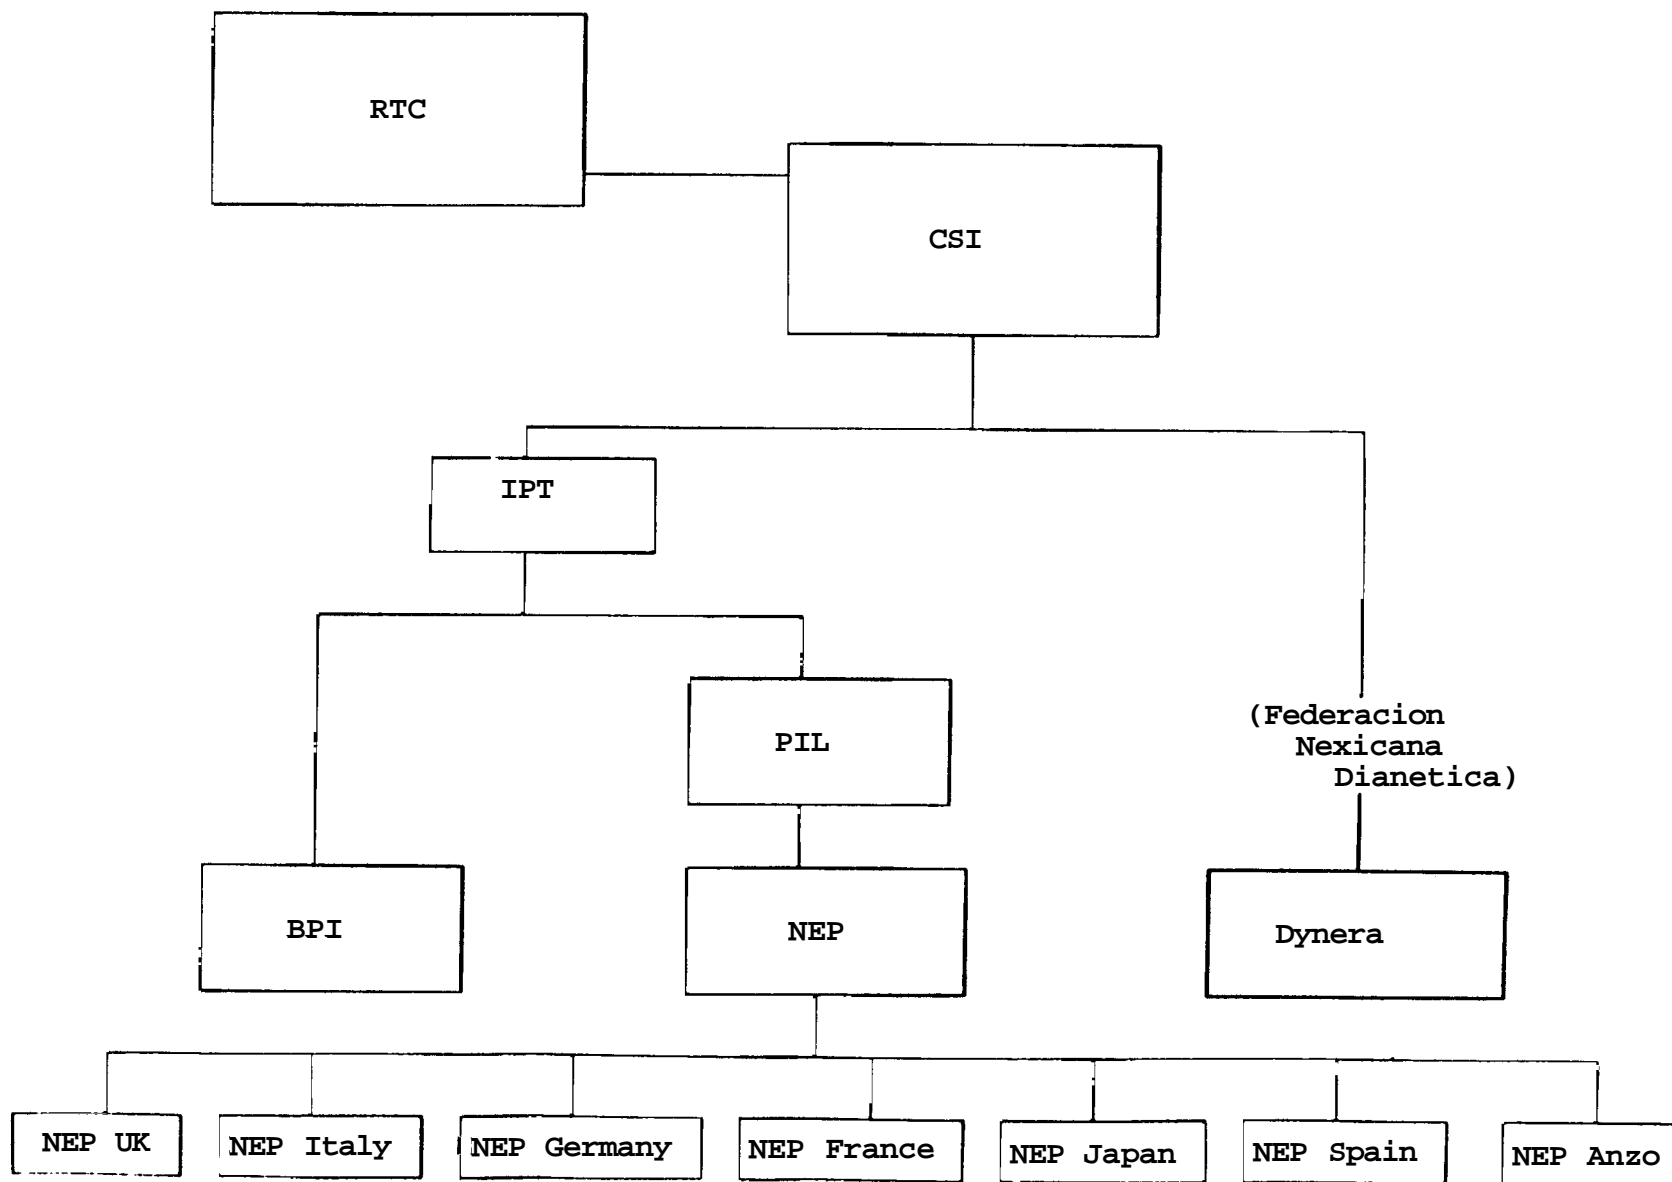 RTC
CSI
IPT
PIL
(Federacion
Nexicana
Dianetica)
BPI
NEP
Dynera
NEP UK
NEP Italy
NEP Germany
NEP France
NEP Japan
NEP Spain
NEP Anzo